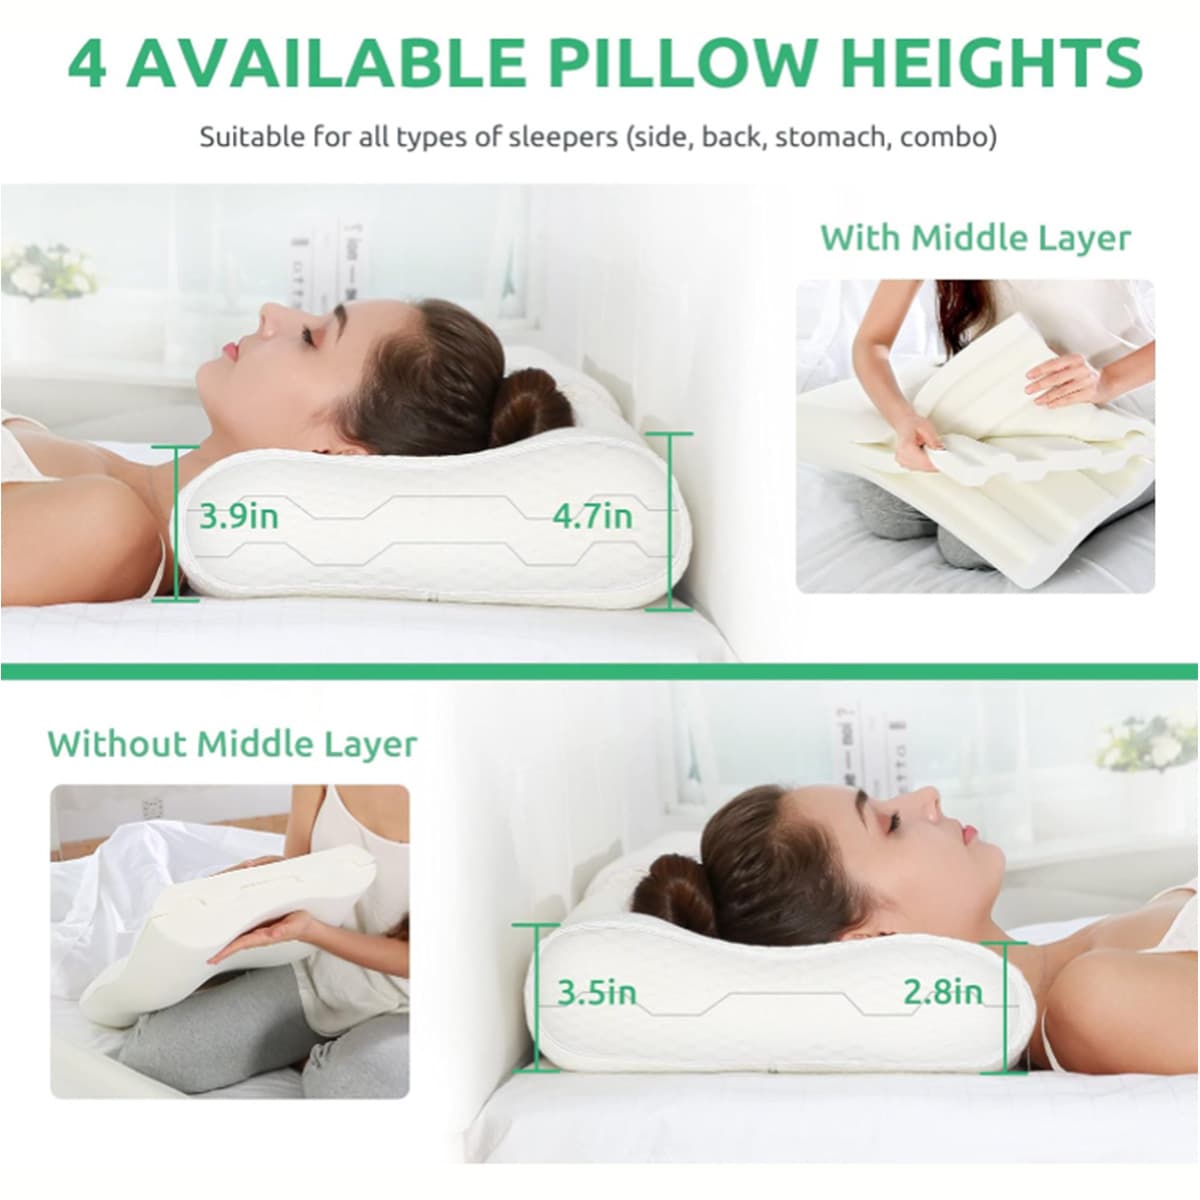 4 AVAILABLE PILLOW HEIGHTS
Suitable for all types of sleepers (side, back, stomach, combo)
With Middle Layer
3.9in
4.7in
Without Middle Layer
3.5in
2.8in